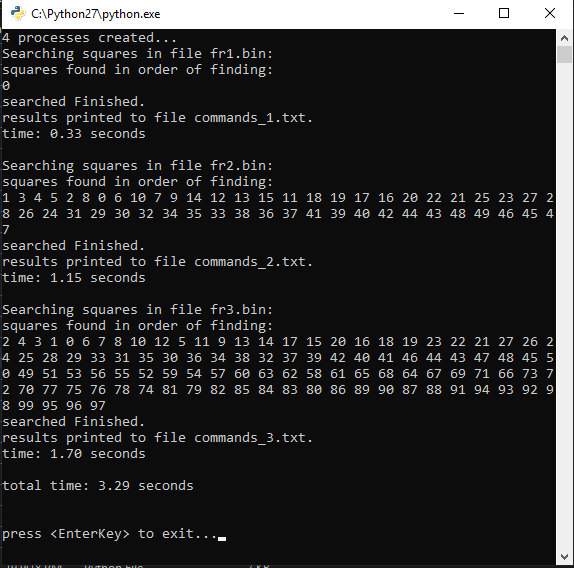 C:\Python27\python.exe
4 processes created...
Searching squares in file fr1.bin:
squares found in order of finding:
0
searched Finished.
results printed to file commands_1.txt.
time: 0.33 seconds
Searching squares in file fr2.bin:
squares found in order of finding:
1 3 4 5 2 8 0 6 10 7 9 14 12 13 15 11 18 19 17 16 20 22 21 25 23 27 2
8 26 24 31 29 30 32 34 35 33 38 36 37 41 39 40 42 44 43 48 49 46 45 4
7
searched Finished.
results printed to file commands_2.txt.
time: 1.15 seconds
Searching squares in file fr3.bin:
squares found in order of finding:
2 4 3 1 0 6 7 8 10 12 5 11 9 13 14 17 15 20 16 18 19 23 22 21 27 26 2
4 25 28 29 33 31 35 30 36 34 38 32 37 39 42 40 41 46 44 43 47 48 45 5
0 49 51 53 56 55 52 59 54 57 60 63 62 58 61 65 68 64 67 69 71 66 73 7
2 70 77 75 76 78 74 81 79 82 85 84 83 80 86 89 90 87 88 91 94 93 92 9
8 99 95 96 97
searched Finished.
results printed to file commands_3.txt.
time: 1.70 seconds
total time: 3.29 seconds
press <EnterKey> to exit...